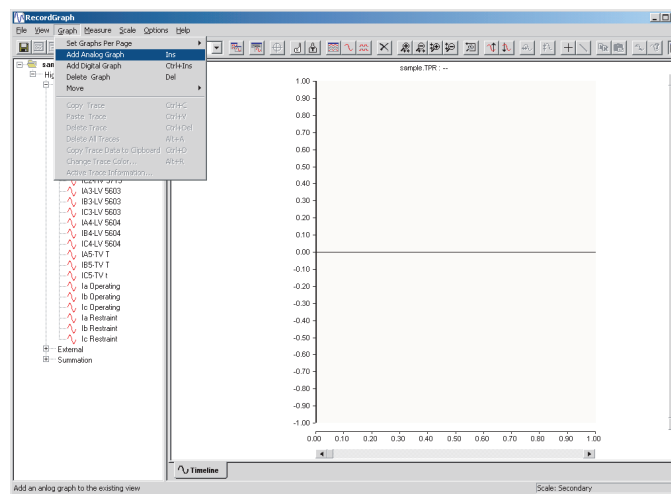 RecordGraph
File View Graph Measure Scale Options Help
Set Graphs Per Page
Add Analog Graph Ins
Add Digital Graph Ctrl+Ins
Delete Graph Del
Move
Copy Trace Ctrl+C
Paste Trace Ctrl+V
Delete Trace Ctrl+Del
Delete All Traces Alt+A
Copy Trace Data to Clipboard Ctrl+D
Change Trace Color... Alt+R
Active Trace Information...
IA3-LV 5603
IB3-LV 5603
IC3-LV 5603
IA4-LV 5604
IB4-LV 5604
IC4-LV 5604
IA5-TV T
IB5-TV T
IC5-TV t
Ia Operating
Ib Operating
Ic Operating
Ia Restraint
Ib Restraint
Ic Restraint
External
Summation
sample.TPR : --
1.00
0.90
0.80
0.70
0.60
0.50
0.40
0.30
0.20
0.10
0.00
-0.10
-0.20
-0.30
-0.40
-0.50
-0.60
-0.70
-0.80
-0.90
-1.00
0.00 0.10 0.20 0.30 0.40 0.50 0.60 0.70 0.80 0.90 1.00
Timeline
Add an anlog graph to the existing view
Scale: Secondary